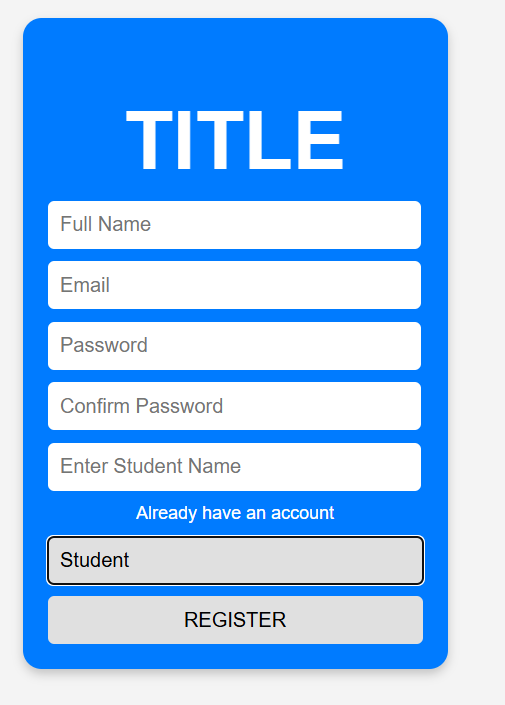 TITLE
Full Name
Email
Password
Confirm Password
Enter Student Name
Already have an account
Student
REGISTER